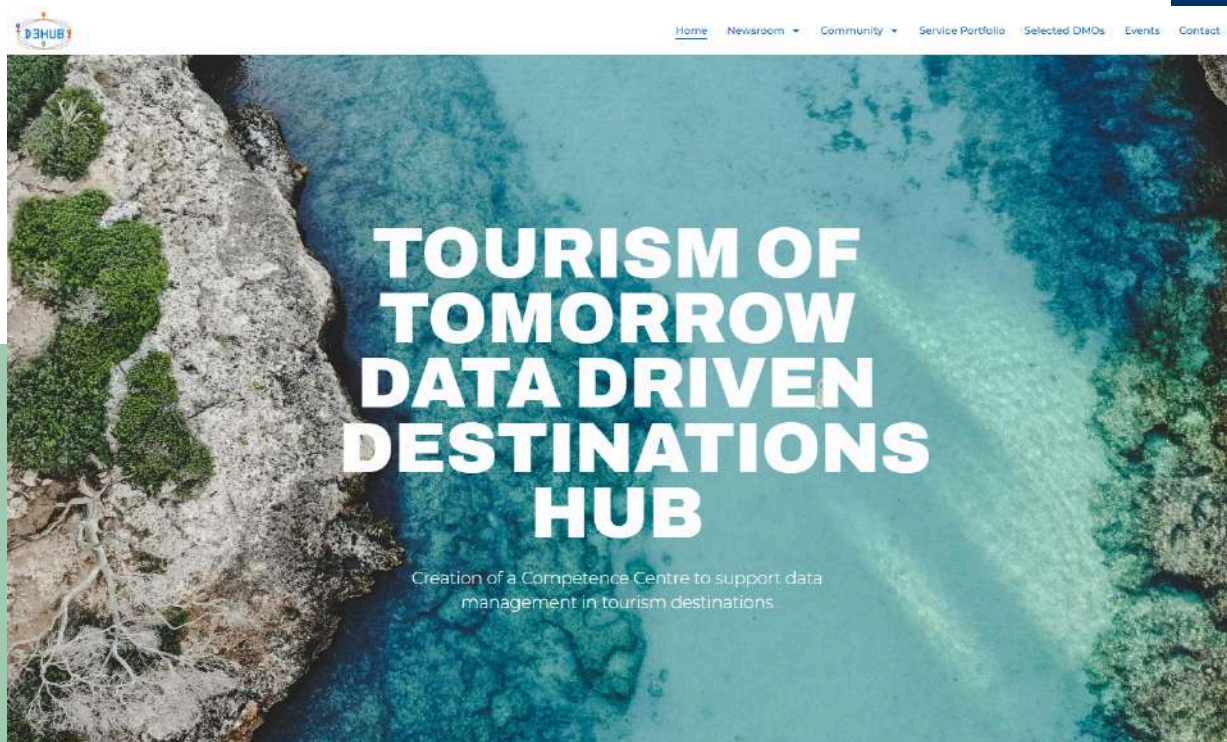 D3HUB
Home Newsroom Community Service Portfolio Selected DMOs Events Contact
TOURISM OF
TOMORROW
DATA DRIVEN
DESTINATIONS
HUB
Creation of a Competence Centre to support data
management in tourism destinations